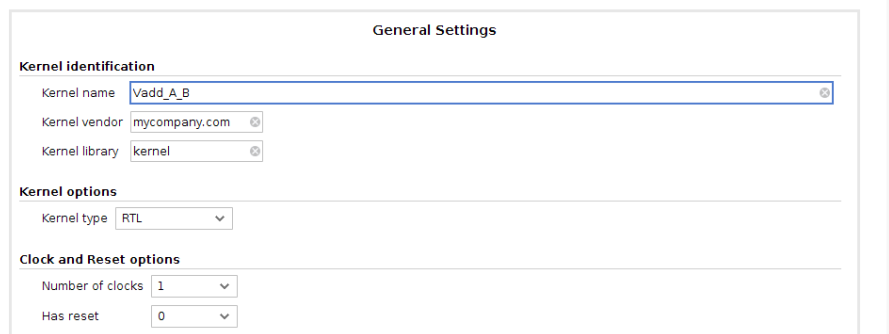 General Settings
Kernel identification
Kernel name Vadd_A_B
Kernel vendor mycompany.com
Kernel library kernel
Kernel options
Kernel type RTL
Clock and Reset options
Number of clocks 1
Has reset 0